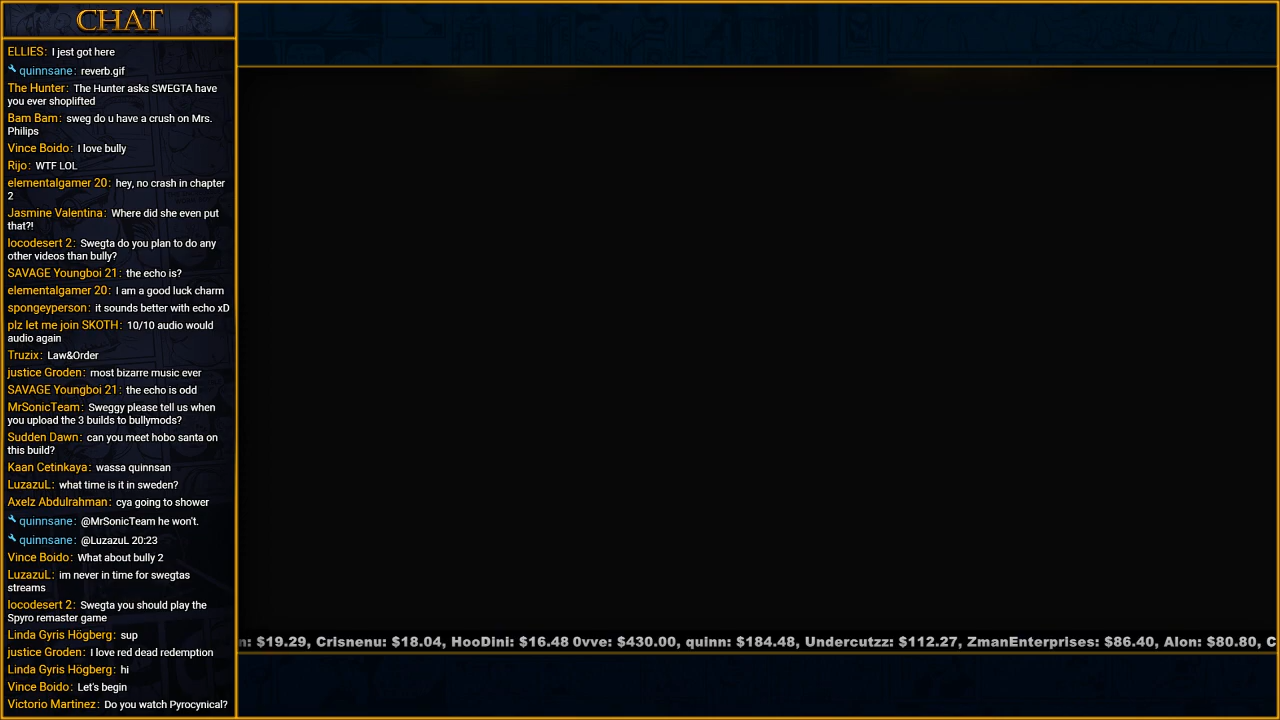 CHAT
ELLIES: I jest got here
quinnsane: reverb.gif
The Hunter: The Hunter asks SWEGTA have
you ever shoplifted
Bam Bam: sweg do u have a crush on Mrs.
Philips
Vince Boido: I love bully
Rijo: WTF LOL
elementalgamer 20: hey, no crash in chapter
2
Jasmine Valentina: Where did she even put
that?!
locodesert 2: Swegta do you plan to do any
other videos than bully?
SAVAGE Youngboi 21: the echo is?
elementalgamer 20: I am a good luck charm
spongeyperson: it sounds better with echo xD
plz let me join SKOTH: 10/10 audio would
audio again
Truzix: Law&Order
justice Groden: most bizarre music ever
SAVAGE Youngboi 21: the echo is odd
MrSonicTeam: Sweggy please tell us when
you upload the 3 builds to bullymods?
Sudden Dawn: can you meet hobo santa on
this build?
Kaan Cetinkaya: wassa quinnsan
LuzazuL: what time is it in sweden?
Axelz Abdulrahman: cya going to shower
quinnsane: @MrSonicTeam he won't.
quinnsane: @LuzazuL 20:23
Vince Boido: What about bully 2
LuzazuL: im never in time for swegtas
streams
locodesert 2: Swegta you should play the
Spyro remaster game
Linda Gyris Högberg: sup
justice Groden: I love red dead redemption
Linda Gyris Högberg: hi
Vince Boido: Let's begin
Victorio Martinez: Do you watch Pyrocynical?
n: $19.29, Crisnenu: $18.04, HooDini: $16.48 0vve: $430.00, quinn: $184.48, Undercutzz: $112.27, ZmanEnterprises: $86.40, Alon: $80.80, C